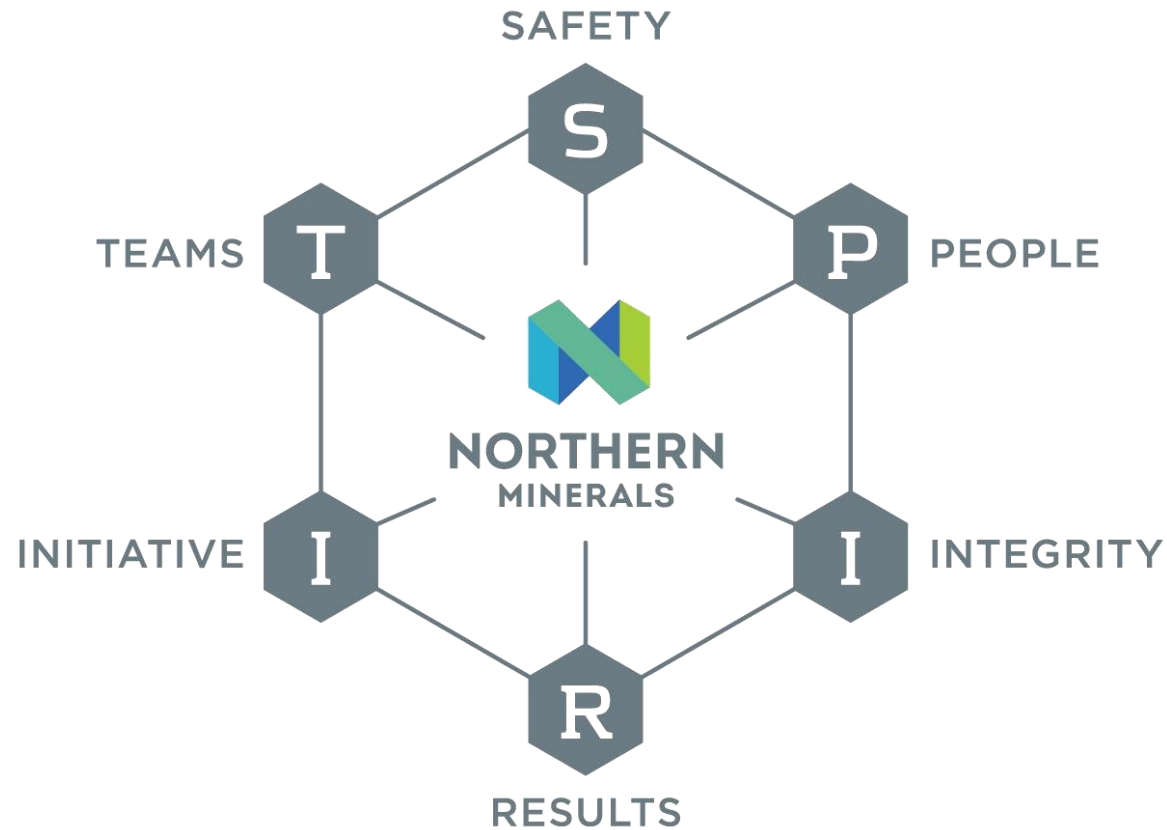 SAFETY
S
T
P
TEAMS
PEOPLE
NORTHERN
MINERALS
INITIATIVE
I
I
INTEGRITY
R
RESULTS